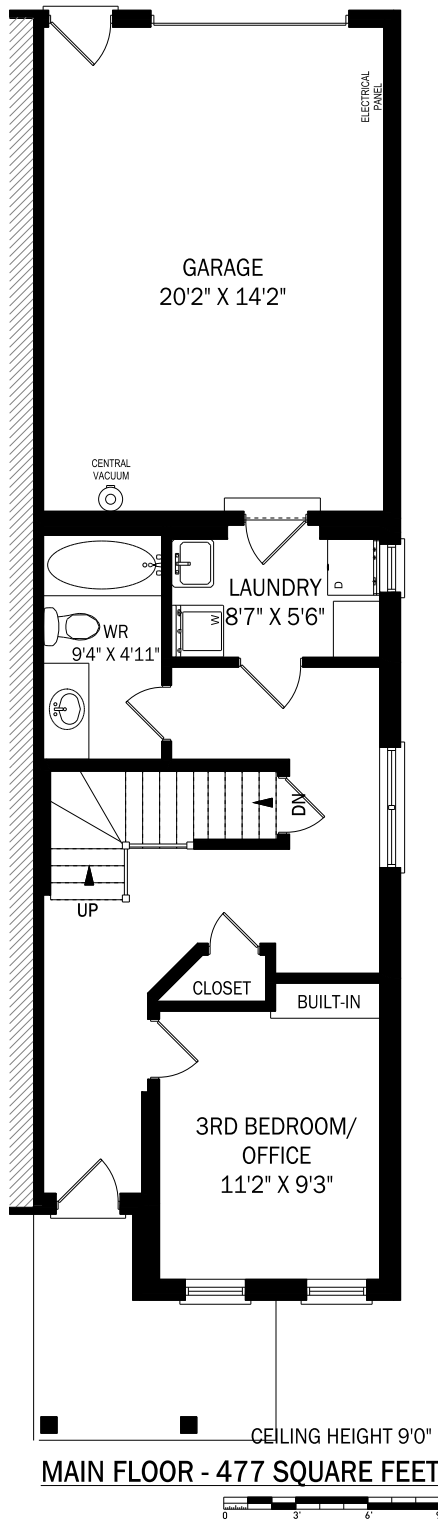 ELECTRICAL
PANEL
GARAGE
20'2" X 14'2"
CENTRAL
VACUUM
LAUNDRY
8'7" X 5'6"
D
W
WR
9'4" X 4'11"
DN
UP
CLOSET
BUILT-IN
3RD BEDROOM/
OFFICE
11'2" X 9'3"
CEILING HEIGHT 9'0"
MAIN FLOOR - 477 SQUARE FEET
0 3' 6' 9